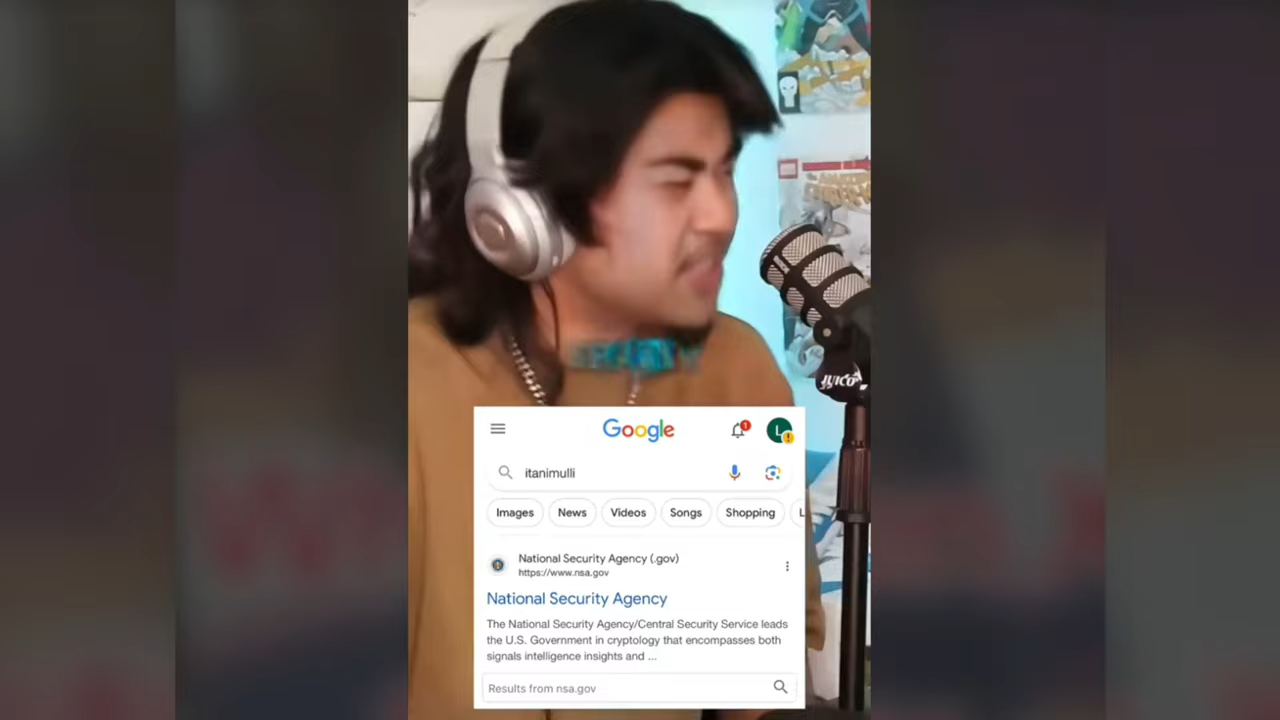 JUICO
Google
1
L
itanimulli
Images
News
Videos
Songs
Shopping
L
National Security Agency (.gov)
https://www.nsa.gov
National Security Agency
The National Security Agency/Central Security Service leads
the U.S. Government in cryptology that encompasses both
signals intelligence insights and ...
Results from nsa.gov